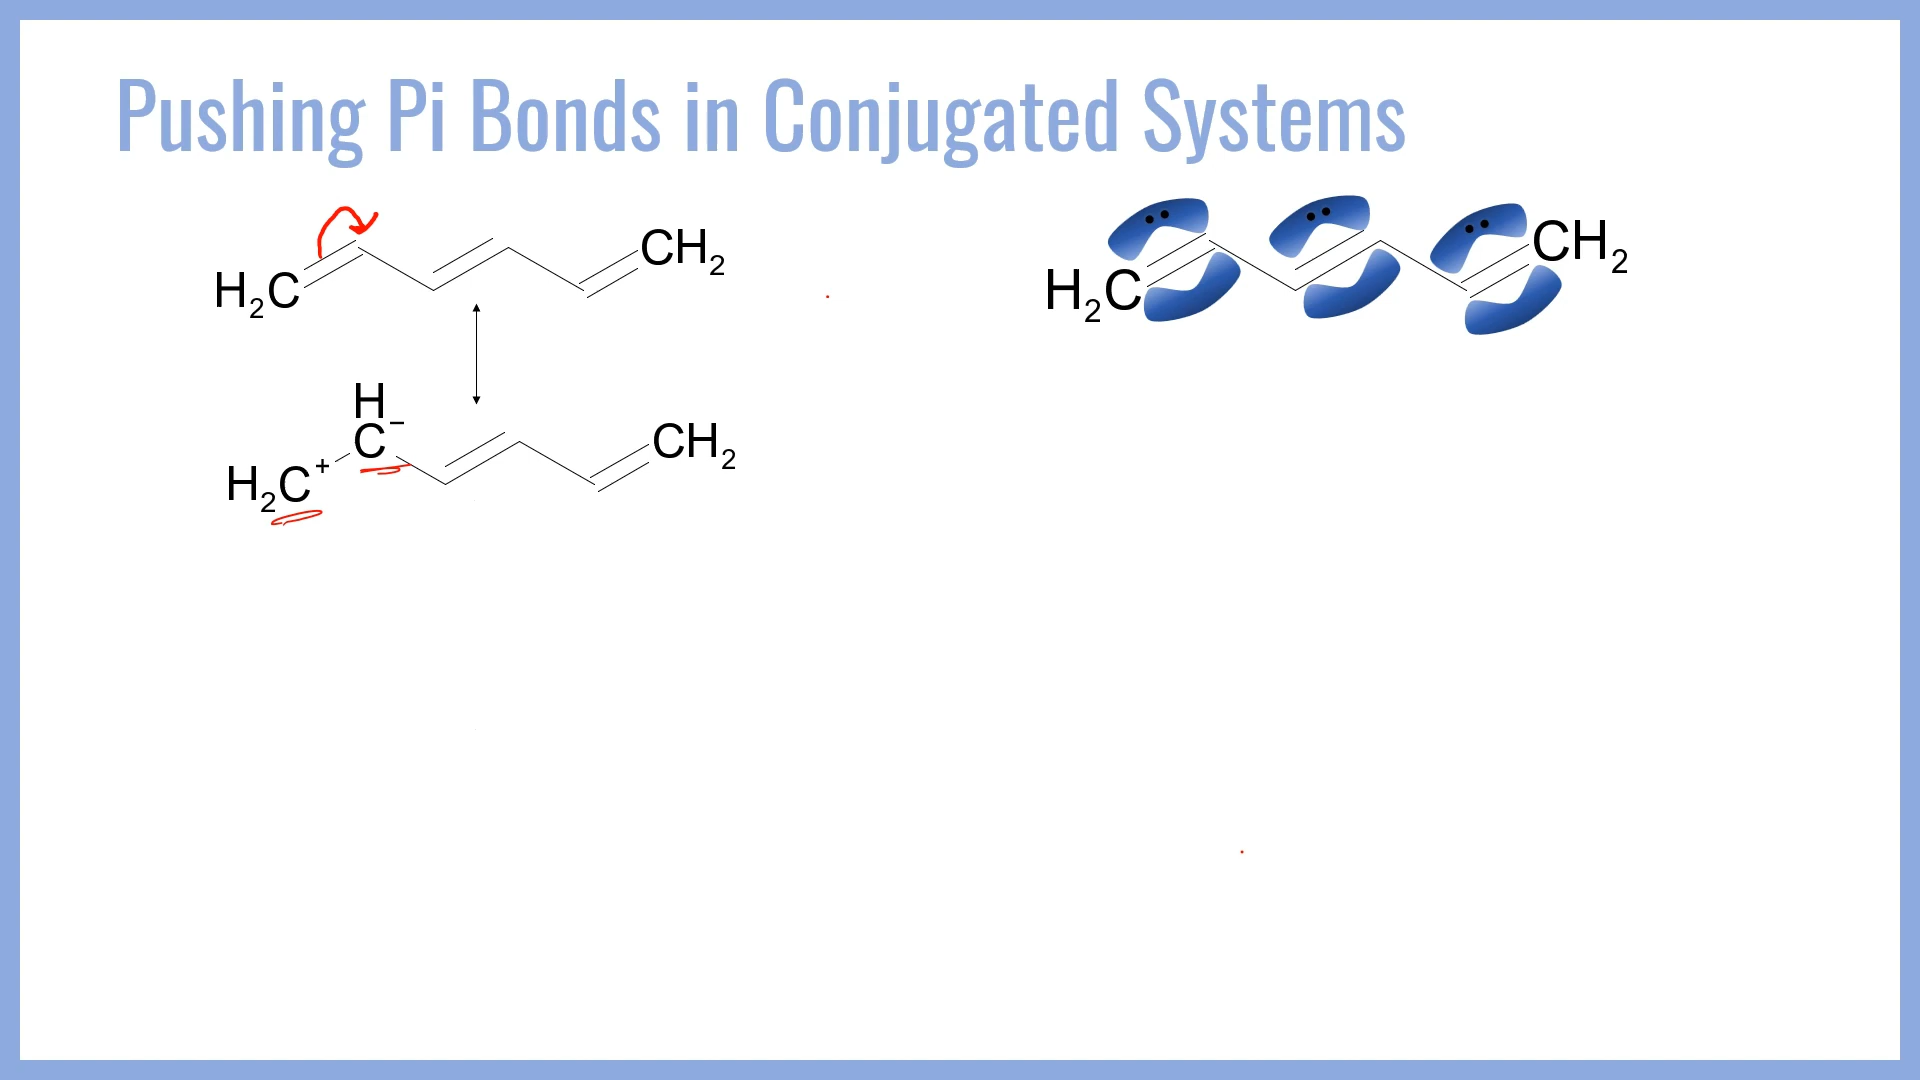 Pushing Pi Bonds in Conjugated Systems
H₂C CH₂
H₂C CH₂
H
C⁻
H₂C⁺ CH₂